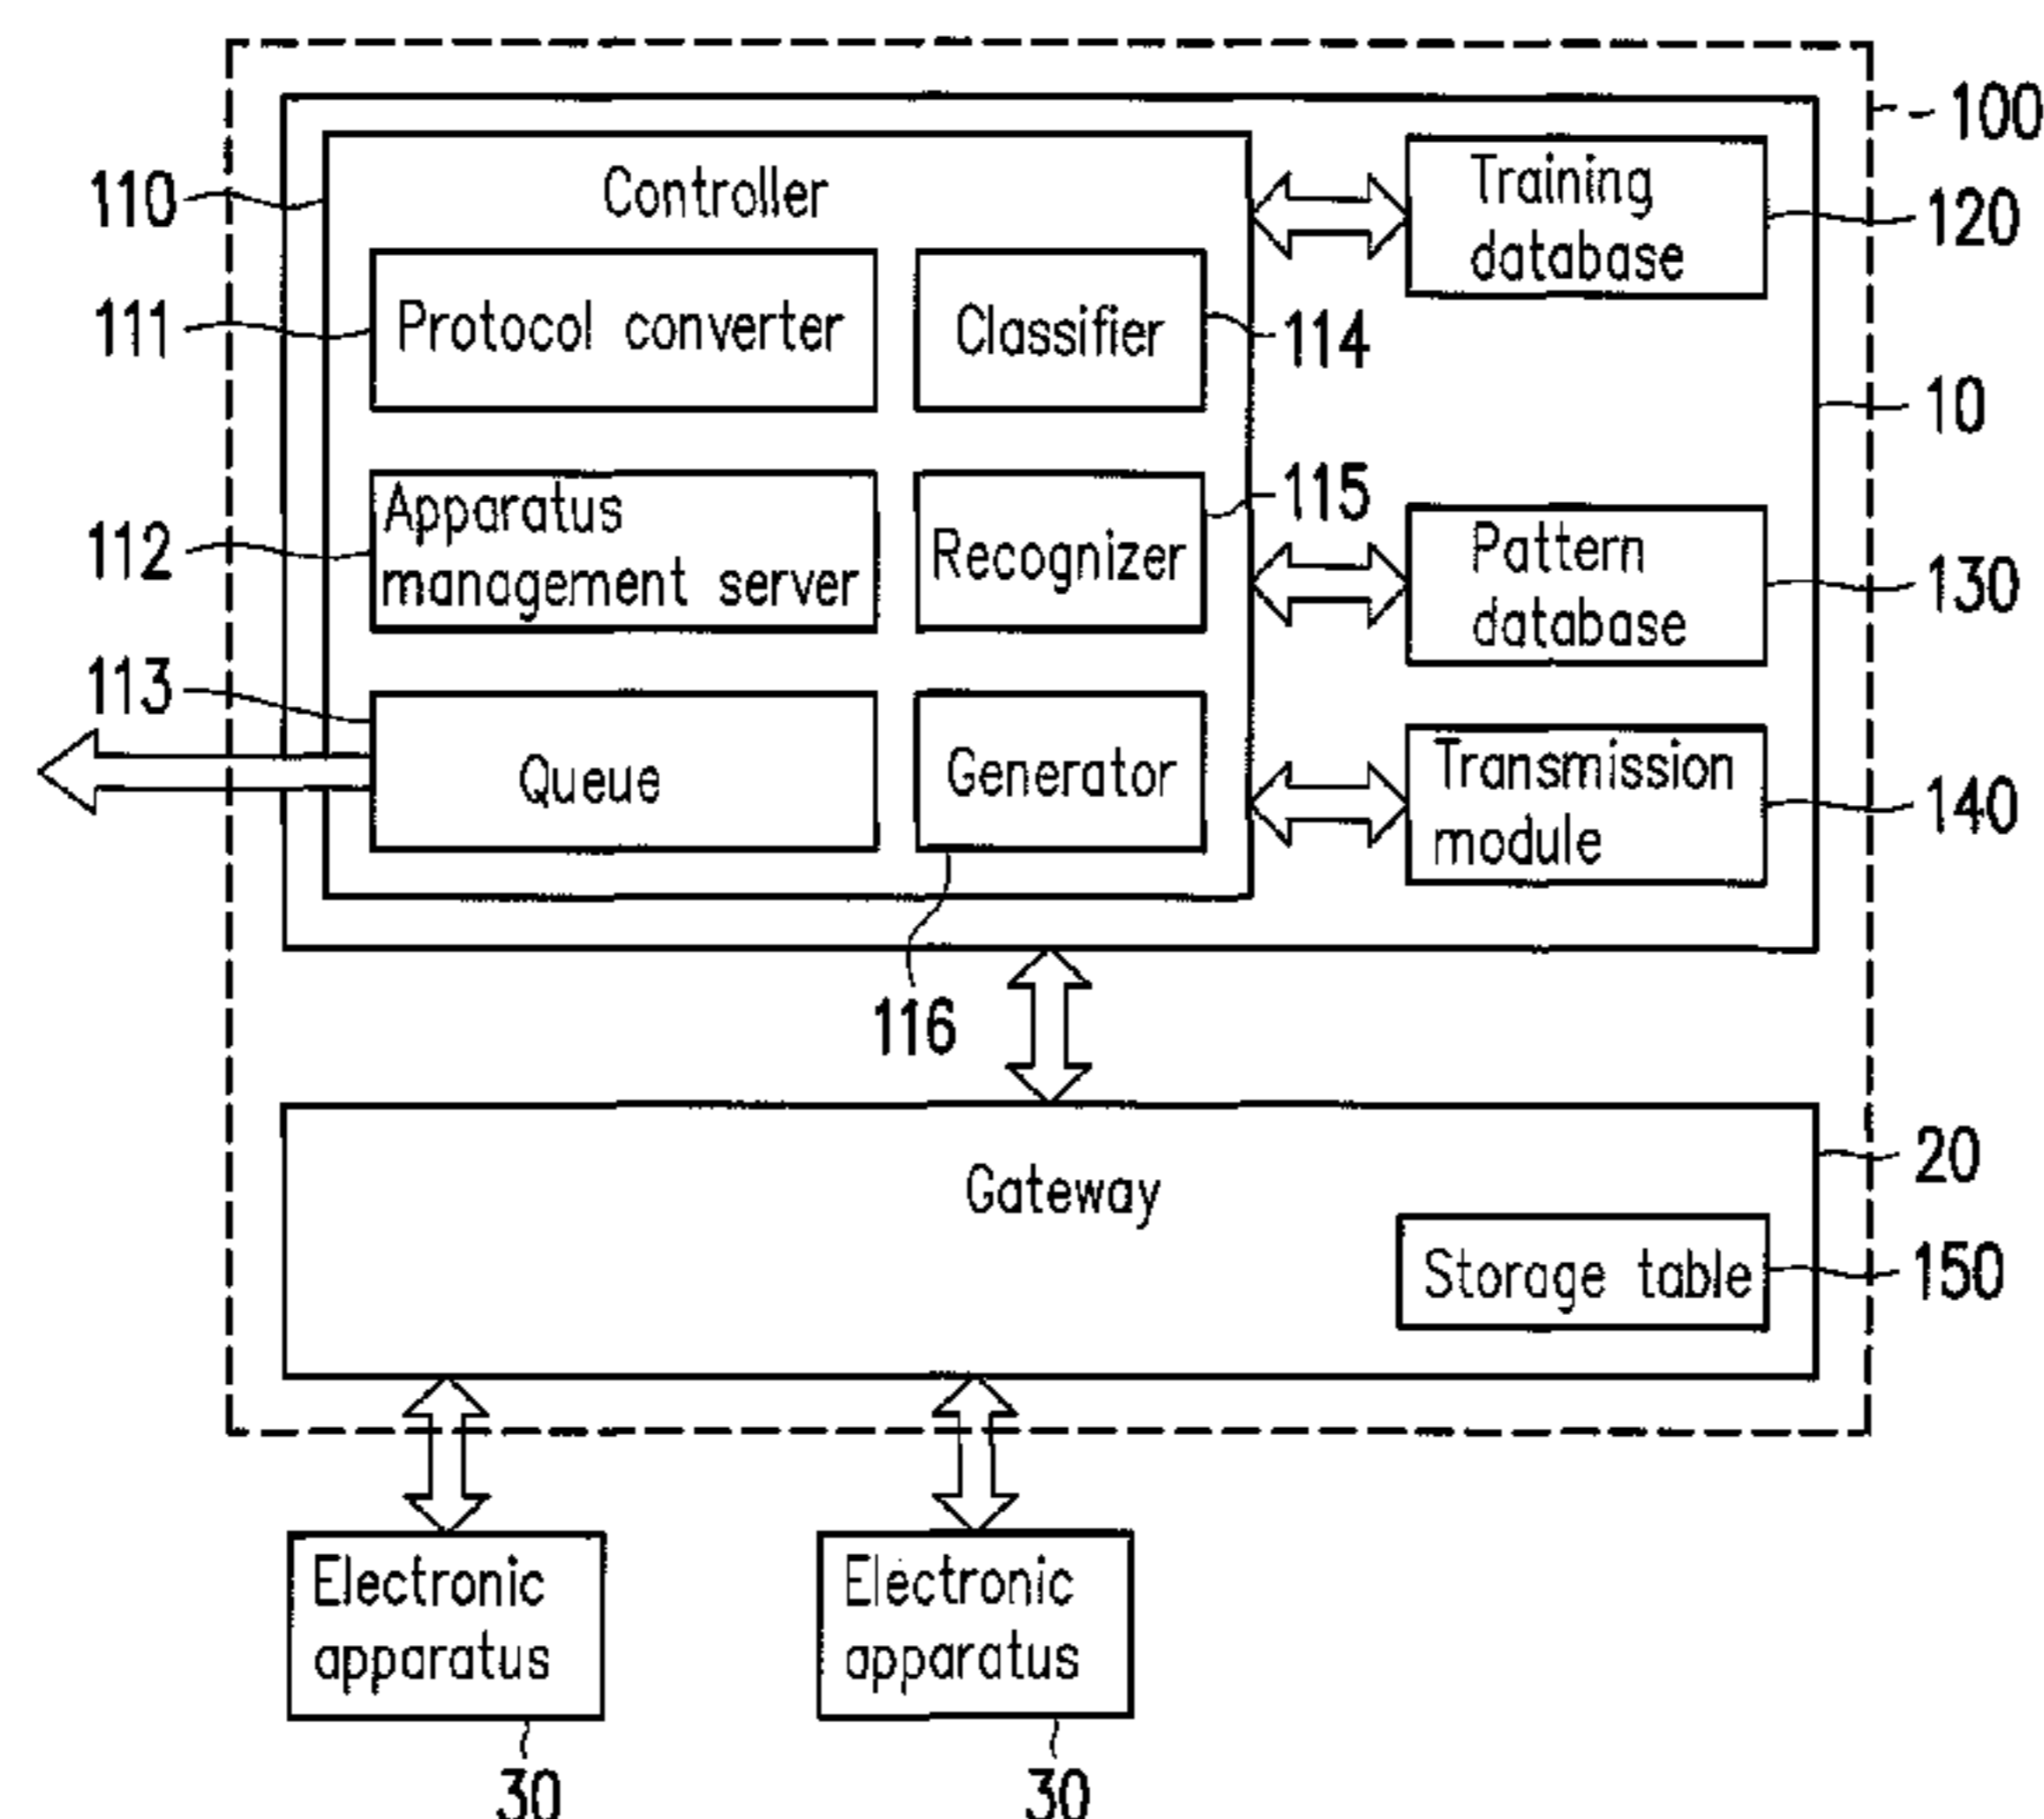 100
Controller
110
Training
database
120
Protocol converter
111
Classifier
114
10
Apparatus
management server
112
Recognizer
115
Pattern
database
130
113
Queue
Generator
Transmission
module
140
116
Gateway
20
Storage table
150
Electronic
apparatus
30
Electronic
apparatus
30